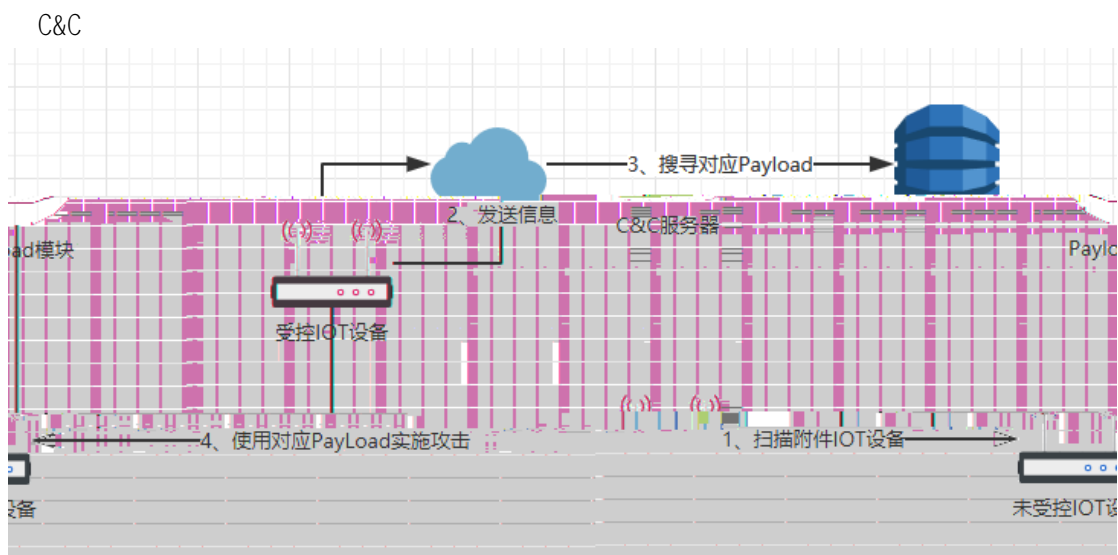 C&C
3、搜寻对应Payload
2、发送信息
C&C服务器
ad模块
Paylo
受控IOT设备
4、使用对应PayLoad实施攻击
1、扫描附件IOT设备
设备
未受控IOT设